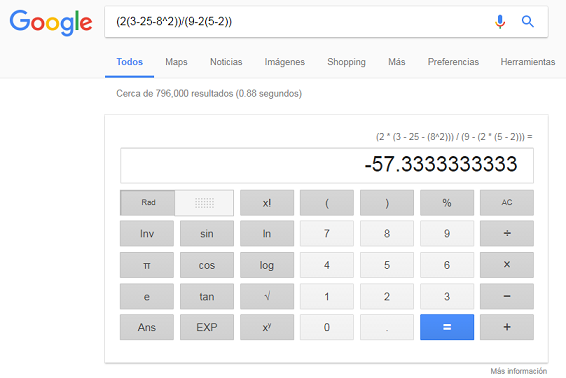 Google (2(3-25-8^2))/(9-2(5-2))
Todos Maps Noticias Imágenes Shopping Más Preferencias Herramientas
Cerca de 796,000 resultados (0.88 segundos)
(2 * (3 - 25 - (8^2))) / (9 - (2 * (5 - 2))) =
-57.3333333333
Rad x! ( ) % AC
Inv sin ln 7 8 9 ÷
π cos log 4 5 6 ×
e tan √ 1 2 3 −
Ans EXP xʸ 0 . = +
Más información